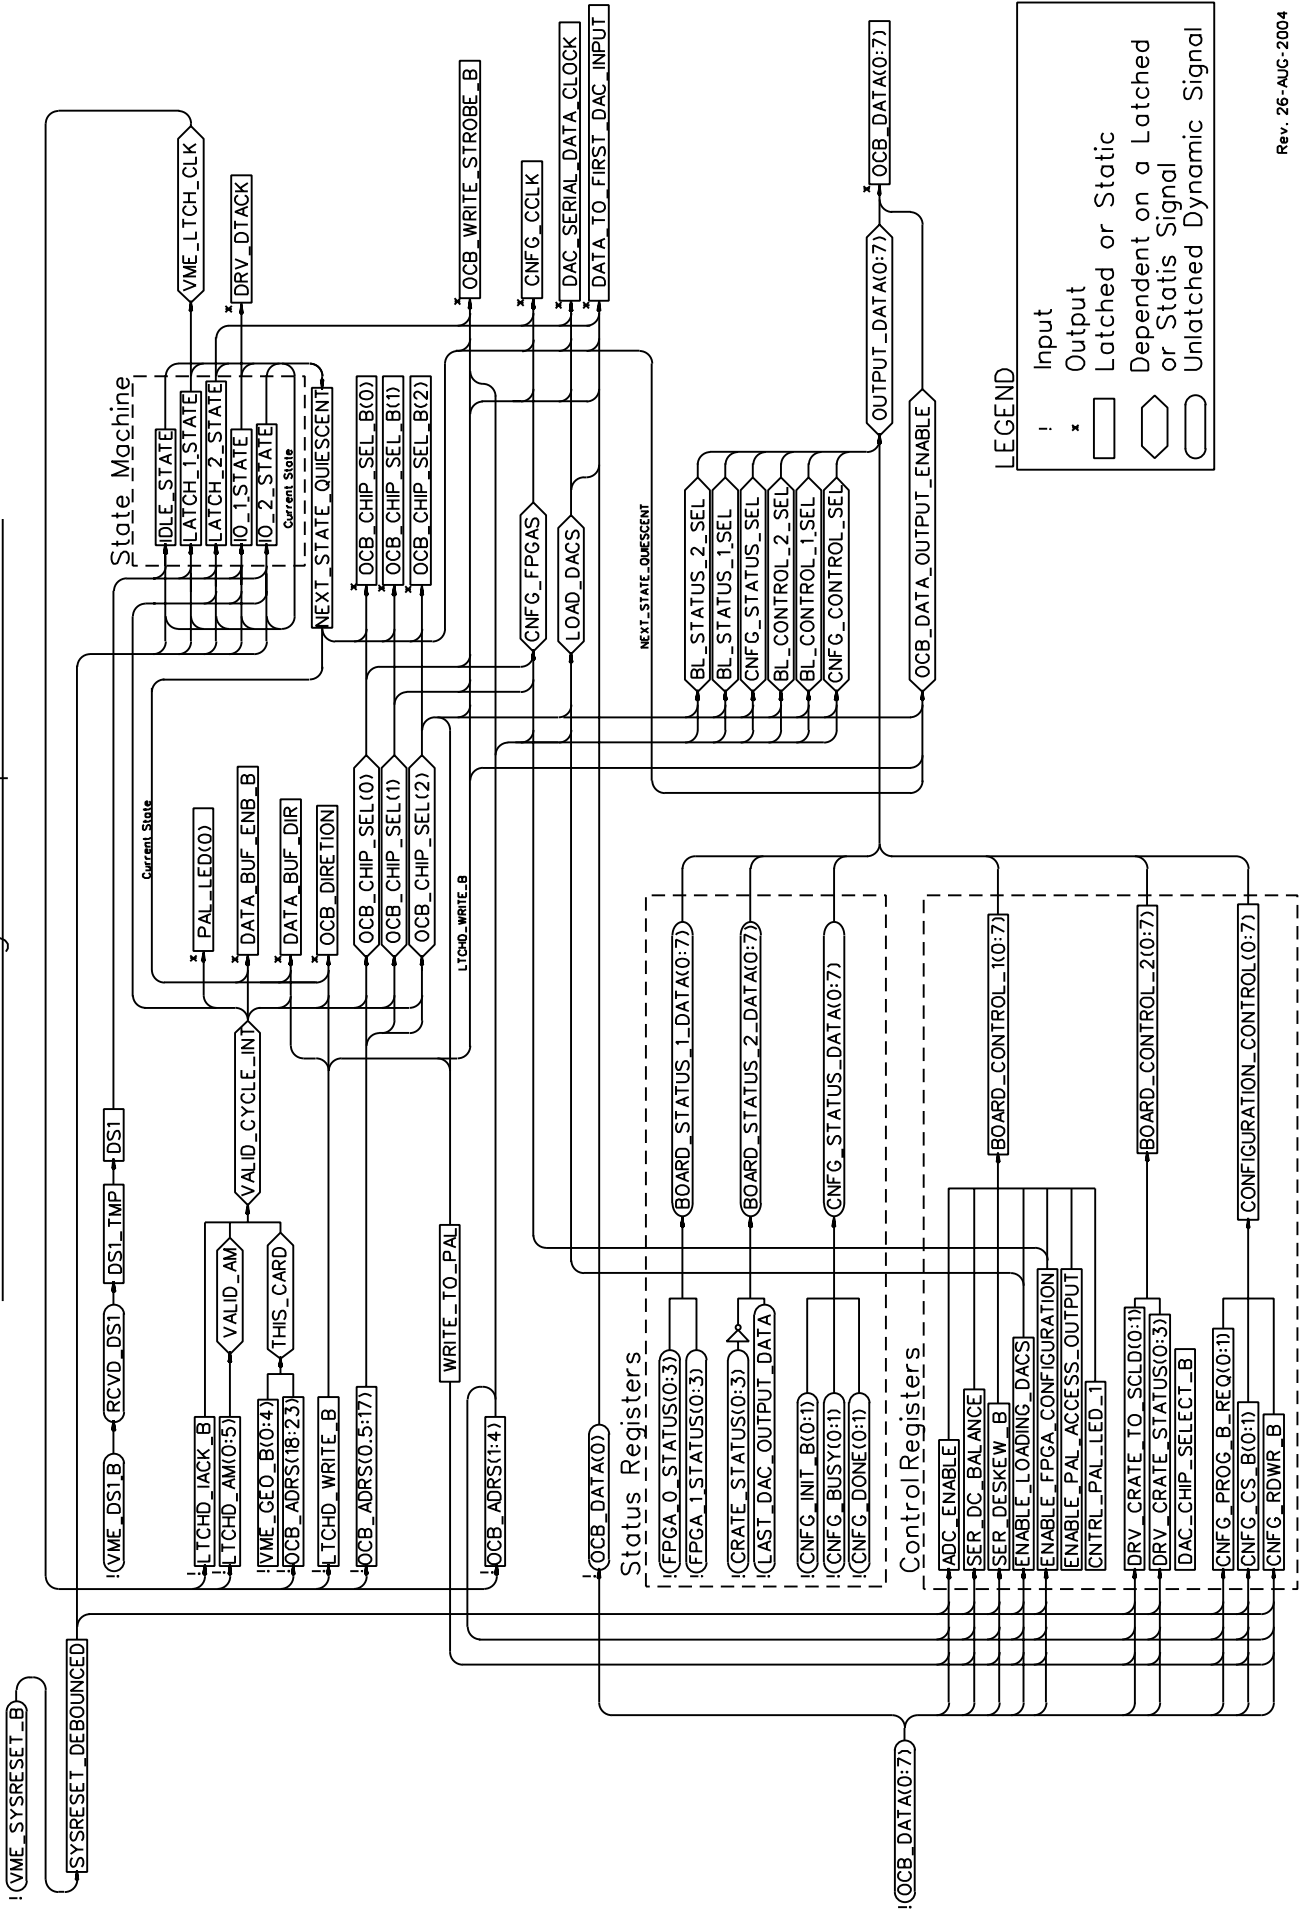 VME_SYSRESET_B
SYSRESET_DEBOUNCED
VME_DS1_B
RCVD_DS1
DS1_TMP
DS1
LTCHD_IACK_B
LTCHD_AM(0:5)
VALID_AM
VME_GEO_B(0:4)
OCB_ADRS(18:23)
THIS_CARD
VALID_CYCLE_INT
LTCHD_WRITE_B
OCB_ADRS(0.5:17)
WRITE_TO_PAL
OCB_ADRS(1:4)
OCB_DATA(0)
Current State
PAL_LED(0)
DATA_BUF_ENB_B
DATA_BUF_DIR
OCB_DIRETION
OCB_CHIP_SEL(0)
OCB_CHIP_SEL(1)
OCB_CHIP_SEL(2)
LTCHD_WRITE_B
State Machine
IDLE_STATE
LATCH_1_STATE
LATCH_2_STATE
IO_1_STATE
IO_2_STATE
Current State
NEXT_STATE_QUIESCENT
VME_LTCH_CLK
DRV_DTACK
OCB_CHIP_SEL_B(0)
OCB_CHIP_SEL_B(1)
OCB_CHIP_SEL_B(2)
OCB_WRITE_STROBE_B
CNFG_FPGAS
CNFG_CCLK
LOAD_DACS
DAC_SERIAL_DATA_CLOCK
DATA_TO_FIRST_DAC_INPUT
NEXT_STATE_QUIESCENT
BL_STATUS_2_SEL
BL_STATUS_1_SEL
CNFG_STATUS_SEL
BL_CONTROL_2_SEL
BL_CONTROL_1_SEL
CNFG_CONTROL_SEL
OUTPUT_DATA(0:7)
OCB_DATA(0:7)
OCB_DATA_OUTPUT_ENABLE
Status Registers
FPGA_0_STATUS(0:3)
FPGA_1_STATUS(0:3)
BOARD_STATUS_1_DATA(0:7)
CRATE_STATUS(0:3)
LAST_DAC_OUTPUT_DATA
BOARD_STATUS_2_DATA(0:7)
CNFG_INIT_B(0:1)
CNFG_BUSY(0:1)
CNFG_DONE(0:1)
CNFG_STATUS_DATA(0:7)
OCB_DATA(0:7)
Control Registers
ADC_ENABLE
SER_DC_BALANCE
SER_DESKEW_B
ENABLE_LOADING_DACS
ENABLE_FPGA_CONFIGURATION
ENABLE_PAL_ACCESS_OUTPUT
CNTRL_PAL_LED_1
BOARD_CONTROL_1(0:7)
DRV_CRATE_TO_SCLD(0:1)
DRV_CRATE_STATUS(0:3)
DAC_CHIP_SELECT_B
BOARD_CONTROL_2(0:7)
CNFG_PROG_B_REQ(0:1)
CNFG_CS_B(0:1)
CNFG_RDWR_B
CONFIGURATION_CONTROL(0:7)
LEGEND
! Input
* Output
Latched or Static
Dependent on a Latched
or Statis Signal
Unlatched Dynamic Signal
Rev. 26-AUG-2004